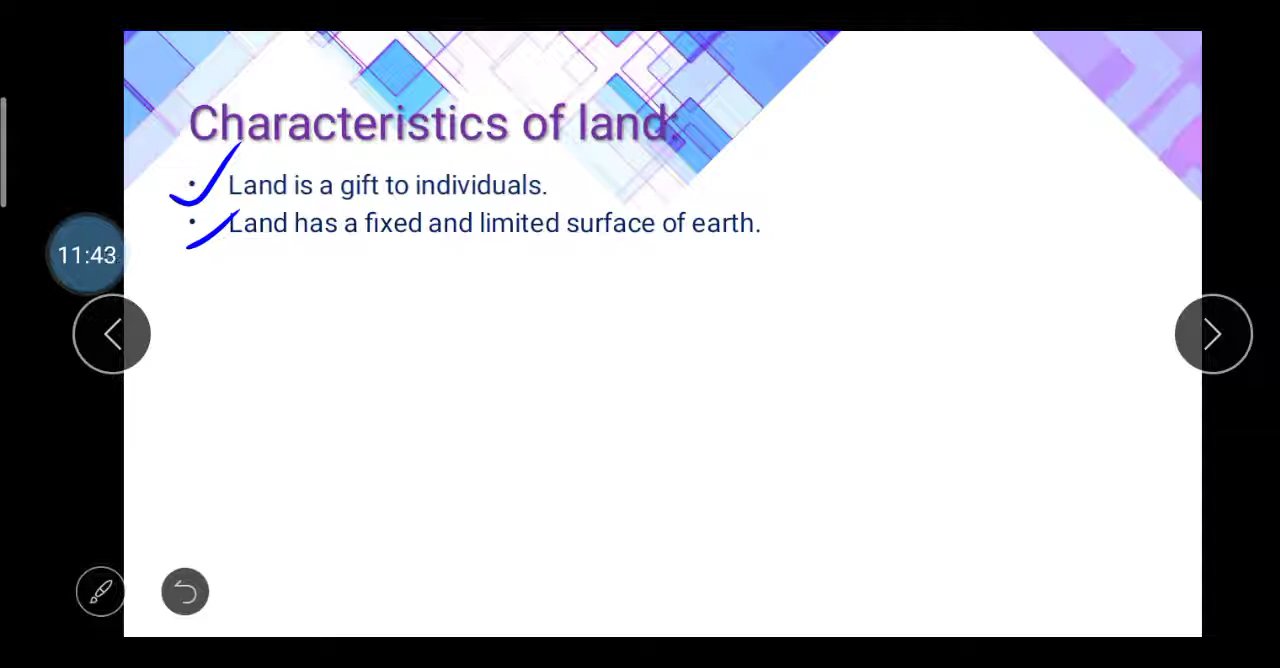 Characteristics of land:
• Land is a gift to individuals.
• Land has a fixed and limited surface of earth.
11:43